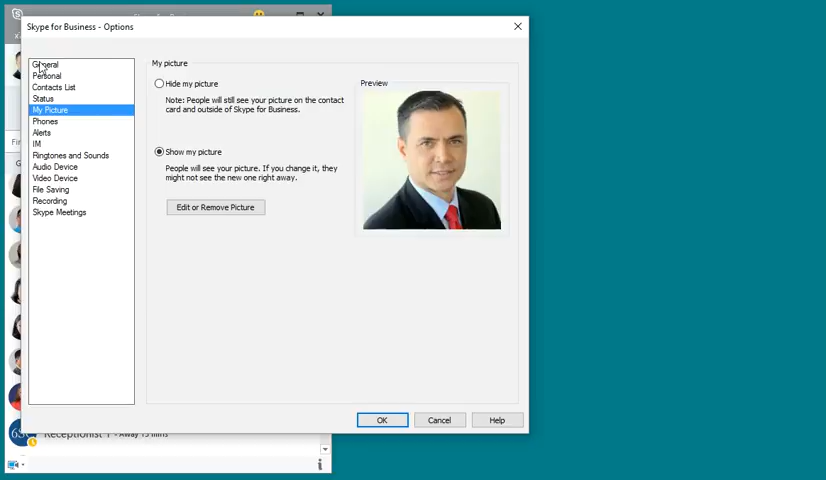 Skype for Business - Options
General
Personal
Contacts List
Status
My Picture
Phones
Alerts
IM
Ringtones and Sounds
Audio Device
Video Device
File Saving
Recording
Skype Meetings
My picture
Hide my picture
Note: People will still see your picture on the contact
card and outside of Skype for Business.
Show my picture
People will see your picture. If you change it, they
might not see the new one right away.
Edit or Remove Picture
Preview
OK
Cancel
Help
Fin
G
Receptionist 1 - Away 15 mins